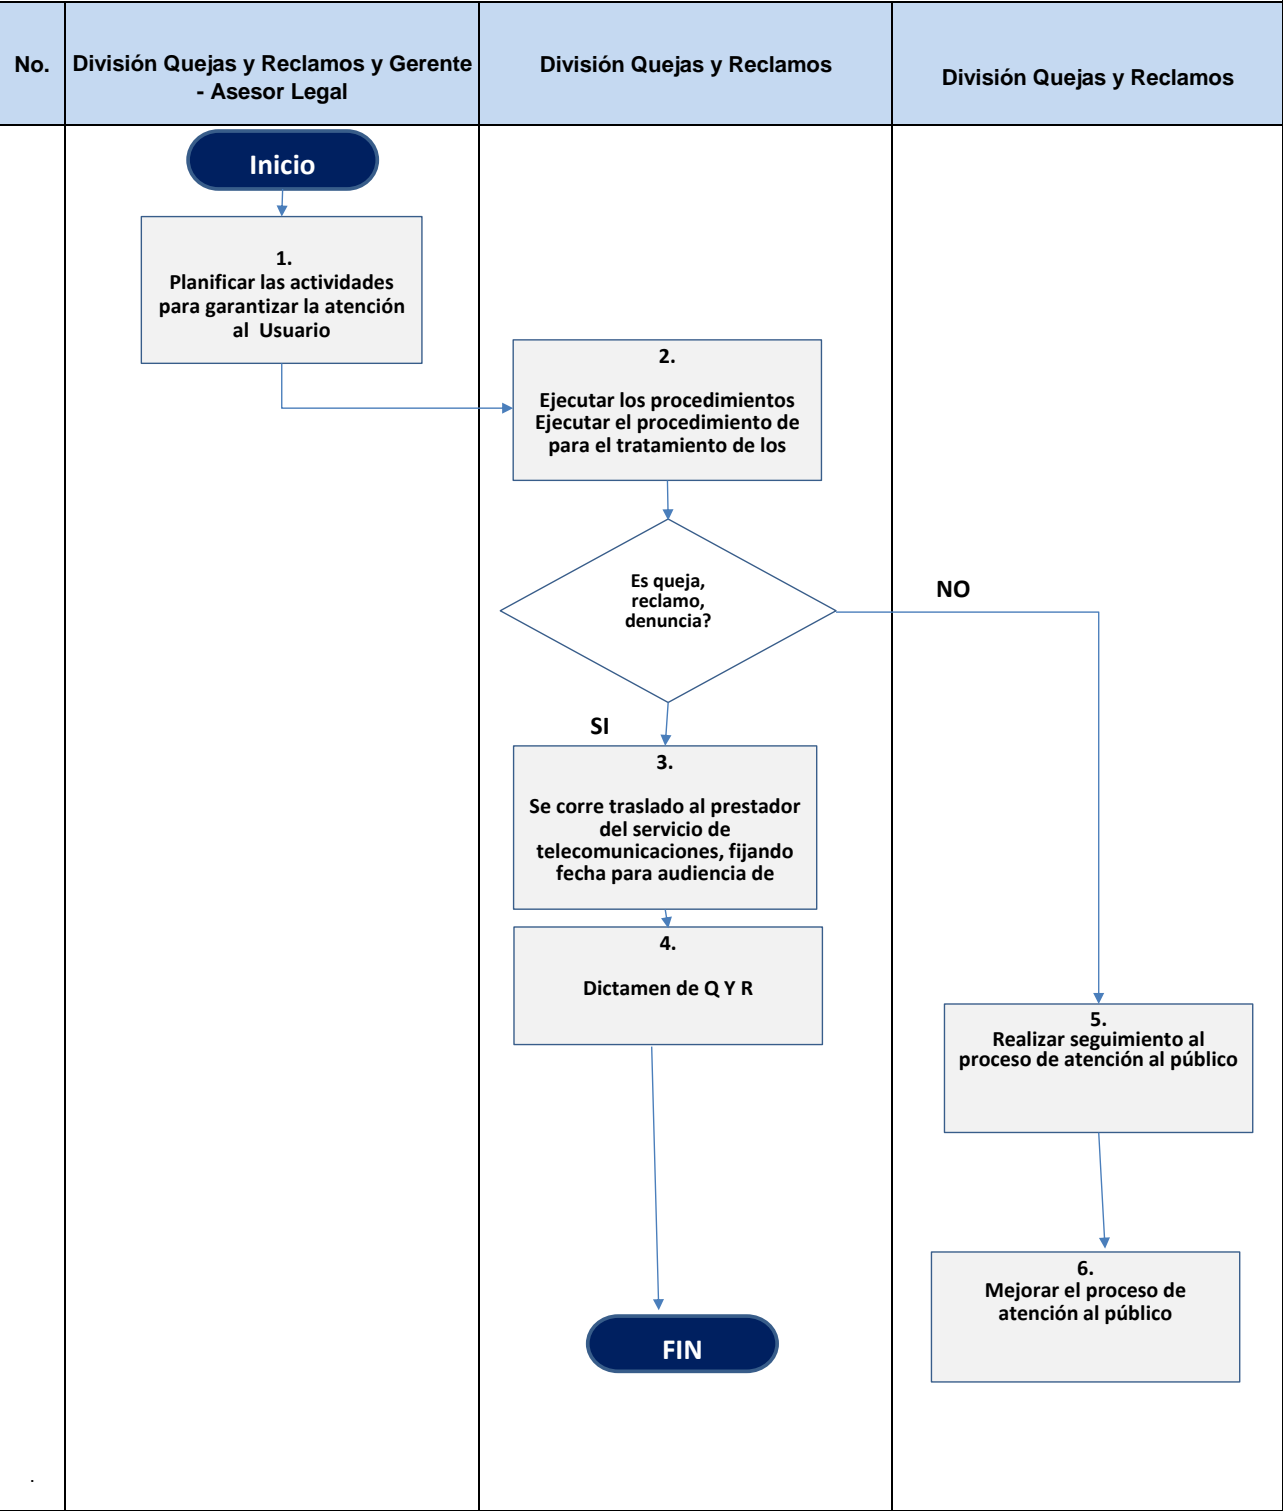 No.
División Quejas y Reclamos y Gerente
- Asesor Legal
División Quejas y Reclamos
División Quejas y Reclamos
Inicio
1.
Planificar las actividades
para garantizar la atención
al Usuario
2.
Ejecutar los procedimientos
Ejecutar el procedimiento de
para el tratamiento de los
Es queja,
reclamo,
denuncia?
NO
SI
3.
Se corre traslado al prestador
del servicio de
telecomunicaciones, fijando
fecha para audiencia de
4.
Dictamen de Q Y R
5.
Realizar seguimiento al
proceso de atención al público
6.
Mejorar el proceso de
atención al público
FIN
.